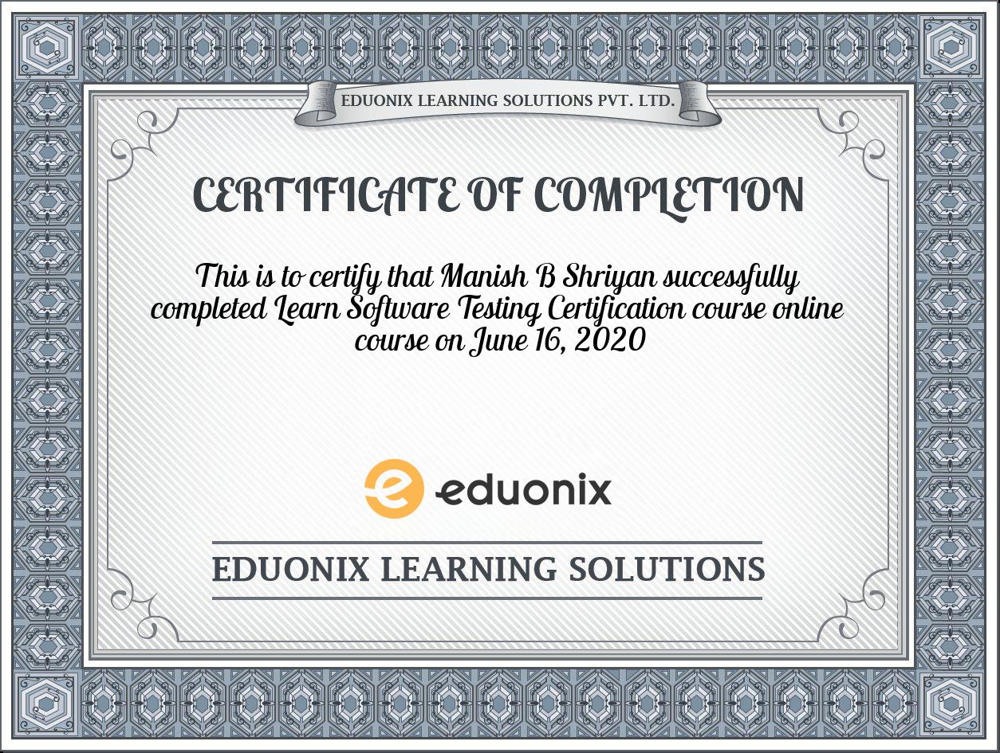 EDUONIX LEARNING SOLUTIONS PVT. LTD.
CERTIFICATE OF COMPLETION
This is to certify that Manish B Shriyan successfully
completed Learn Software Testing Certification course online
course on June 16, 2020
e eduonix
EDUONIX LEARNING SOLUTIONS